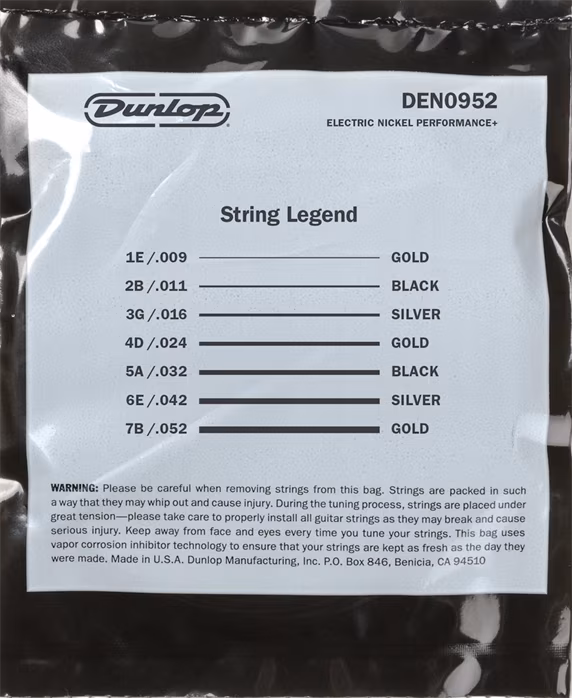 Dunlop®
DEN0952
ELECTRIC NICKEL PERFORMANCE+
String Legend
1E /.009 GOLD
2B /.011 BLACK
3G /.016 SILVER
4D /.024 GOLD
5A /.032 BLACK
6E /.042 SILVER
7B /.052 GOLD
WARNING: Please be careful when removing strings from this bag. Strings are packed in such
a way that they may whip out and cause injury. During the tuning process, strings are placed under
great tension—please take care to properly install all guitar strings as they may break and cause
serious injury. Keep away from face and eyes every time you tune your strings. This bag uses
vapor corrosion inhibitor technology to ensure that your strings are kept as fresh as the day they
were made. Made in U.S.A. Dunlop Manufacturing, Inc. P.O. Box 846, Benicia, CA 94510